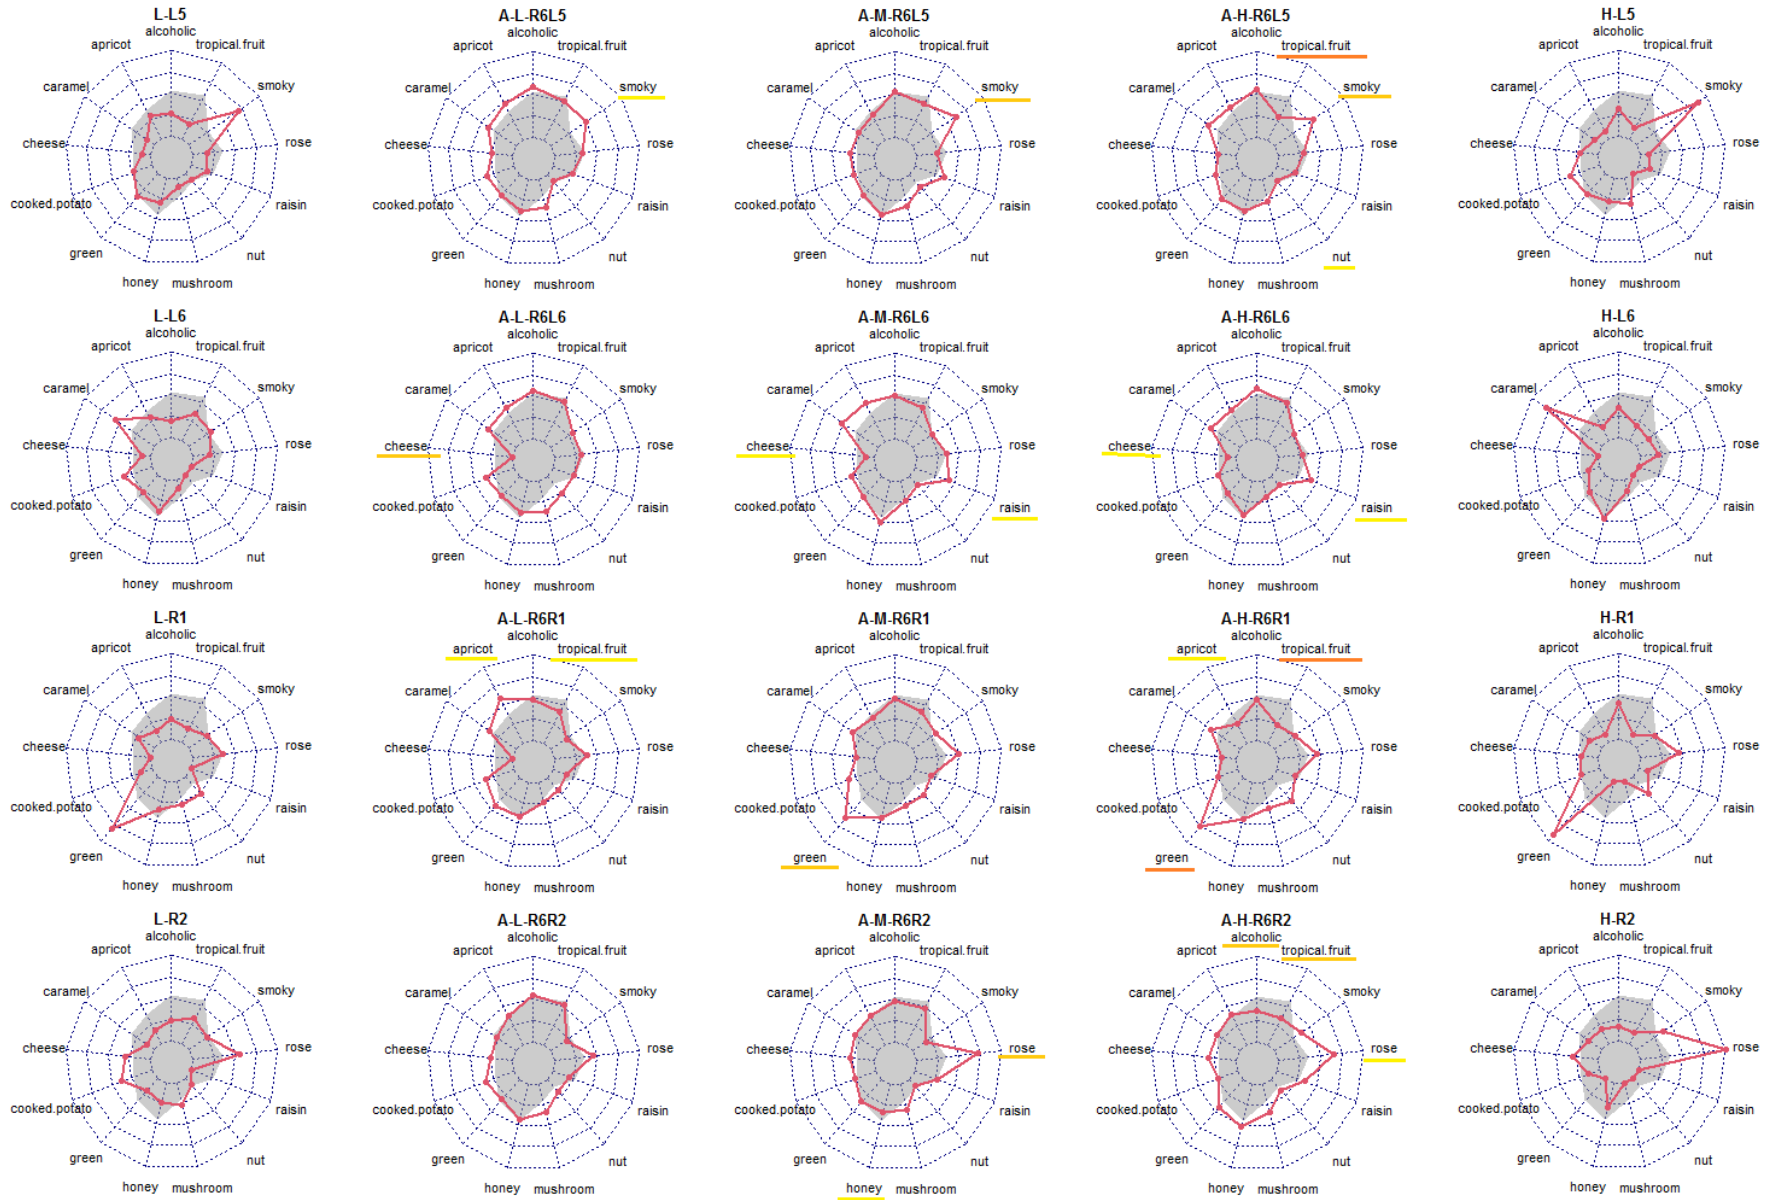 L-L5
alcoholic
apricot tropical.fruit
caramel smoky
cheese rose
cooked.potato raisin
green nut
honey mushroom
A-L-R6L5
alcoholic
apricot tropical.fruit
caramel smoky
cheese rose
cooked.potato raisin
green nut
honey mushroom
A-M-R6L5
alcoholic
apricot tropical.fruit
caramel smoky
cheese rose
cooked.potato raisin
green nut
honey mushroom
A-H-R6L5
alcoholic
apricot tropical.fruit
caramel smoky
cheese rose
cooked.potato raisin
green nut
honey mushroom
H-L5
alcoholic
apricot tropical.fruit
caramel smoky
cheese rose
cooked.potato raisin
green nut
honey mushroom
L-L6
alcoholic
apricot tropical.fruit
caramel smoky
cheese rose
cooked.potato raisin
green nut
honey mushroom
A-L-R6L6
alcoholic
apricot tropical.fruit
caramel smoky
cheese rose
cooked.potato raisin
green nut
honey mushroom
A-M-R6L6
alcoholic
apricot tropical.fruit
caramel smoky
cheese rose
cooked.potato raisin
green nut
honey mushroom
A-H-R6L6
alcoholic
apricot tropical.fruit
caramel smoky
cheese rose
cooked.potato raisin
green nut
honey mushroom
H-L6
alcoholic
apricot tropical.fruit
caramel smoky
cheese rose
cooked.potato raisin
green nut
honey mushroom
L-R1
alcoholic
apricot tropical.fruit
caramel smoky
cheese rose
cooked.potato raisin
green nut
honey mushroom
A-L-R6R1
alcoholic
apricot tropical.fruit
caramel smoky
cheese rose
cooked.potato raisin
green nut
honey mushroom
A-M-R6R1
alcoholic
apricot tropical.fruit
caramel smoky
cheese rose
cooked.potato raisin
green nut
honey mushroom
A-H-R6R1
alcoholic
apricot tropical.fruit
caramel smoky
cheese rose
cooked.potato raisin
green nut
honey mushroom
H-R1
alcoholic
apricot tropical.fruit
caramel smoky
cheese rose
cooked.potato raisin
green nut
honey mushroom
L-R2
alcoholic
apricot tropical.fruit
caramel smoky
cheese rose
cooked.potato raisin
green nut
honey mushroom
A-L-R6R2
alcoholic
apricot tropical.fruit
caramel smoky
cheese rose
cooked.potato raisin
green nut
honey mushroom
A-M-R6R2
alcoholic
apricot tropical.fruit
caramel smoky
cheese rose
cooked.potato raisin
green nut
honey mushroom
A-H-R6R2
alcoholic
apricot tropical.fruit
caramel smoky
cheese rose
cooked.potato raisin
green nut
honey mushroom
H-R2
alcoholic
apricot tropical.fruit
caramel smoky
cheese rose
cooked.potato raisin
green nut
honey mushroom